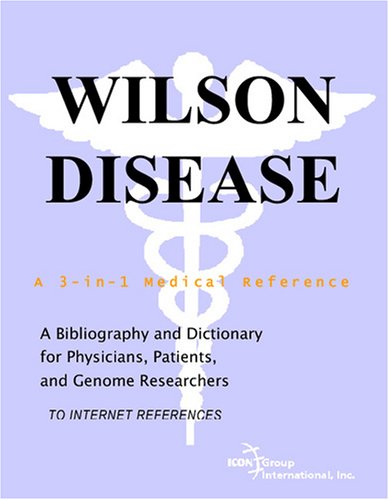 WILSON
DISEASE
A 3-in-1 Medical Reference
A Bibliography and Dictionary
for Physicians, Patients,
and Genome Researchers
TO INTERNET REFERENCES
ICON Group
International, Inc.